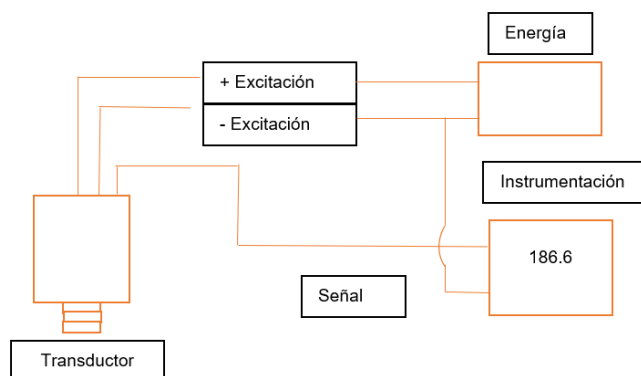 Energía
+ Excitación
- Excitación
Instrumentación
186.6
Señal
Transductor